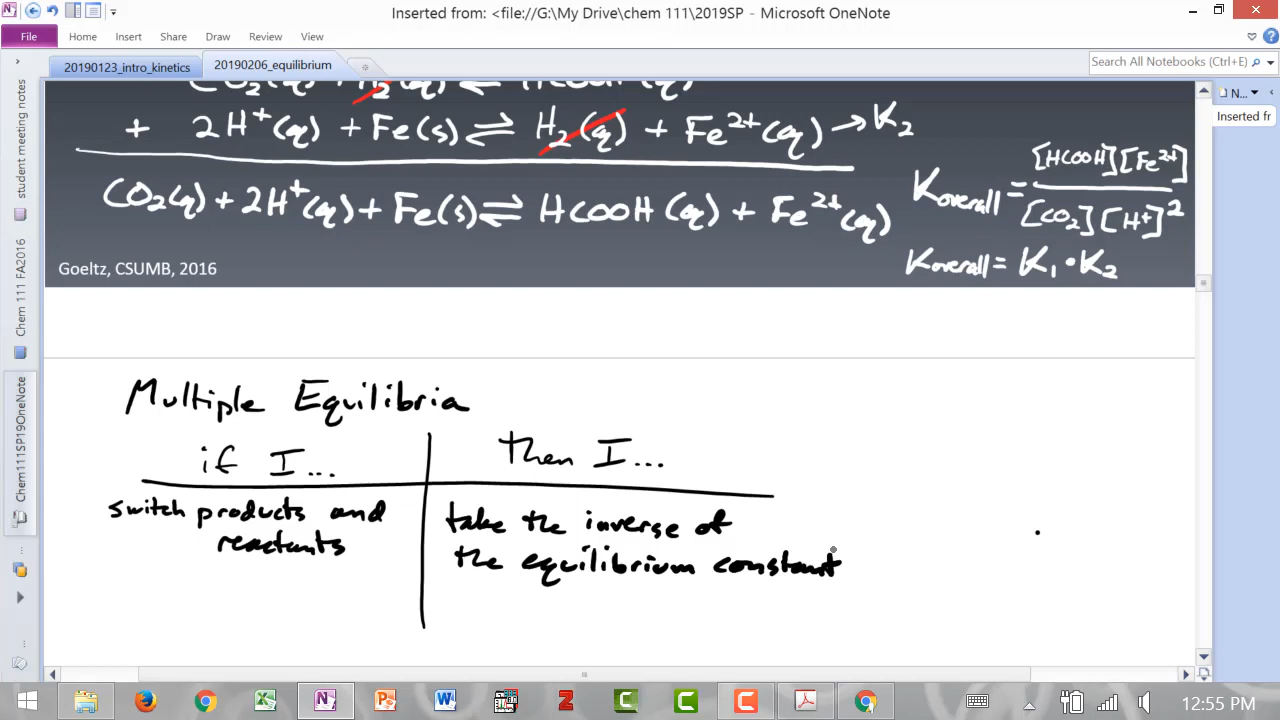 Inserted from: <file://G:\My Drive\chem 111\2019SP - Microsoft OneNote
File Home Insert Share Draw Review View
20190123_intro_kinetics 20190206_equilibrium
Search All Notebooks (Ctrl+E)
N...
Inserted fr
student meeting notes
Chem 111 FA2016
Chem111SP19OneNote
CO₂(q) + H₂(q) ⇌ HCOOH (q)
+ 2H⁺(q) + Fe(s) ⇌ H₂(q) + Fe²⁺(q) → K₂
CO₂(q) + 2H⁺(q) + Fe(s) ⇌ HCOOH (q) + Fe²⁺(q)
Koverall = [HCOOH][Fe²⁺] / [CO₂][H⁺]²
Koverall = K₁ • K₂
Goeltz, CSUMB, 2016
Multiple Equilibria
if I... then I...
switch products and reactants
take the inverse of
the equilibrium constant
12:55 PM